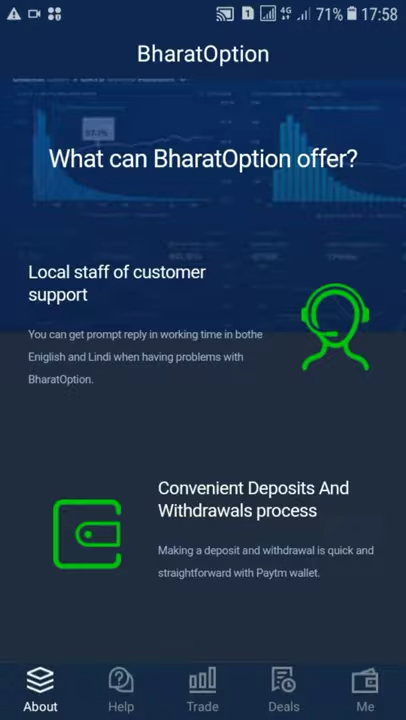 71% 17:58
BharatOption
What can BharatOption offer?
Local staff of customer
support
You can get prompt reply in working time in bothe
Eniglish and Lindi when having problems with
BharatOption.
Convenient Deposits And
Withdrawals process
Making a deposit and withdrawal is quick and
straightforward with Paytm wallet.
About
Help
Trade
Deals
Me